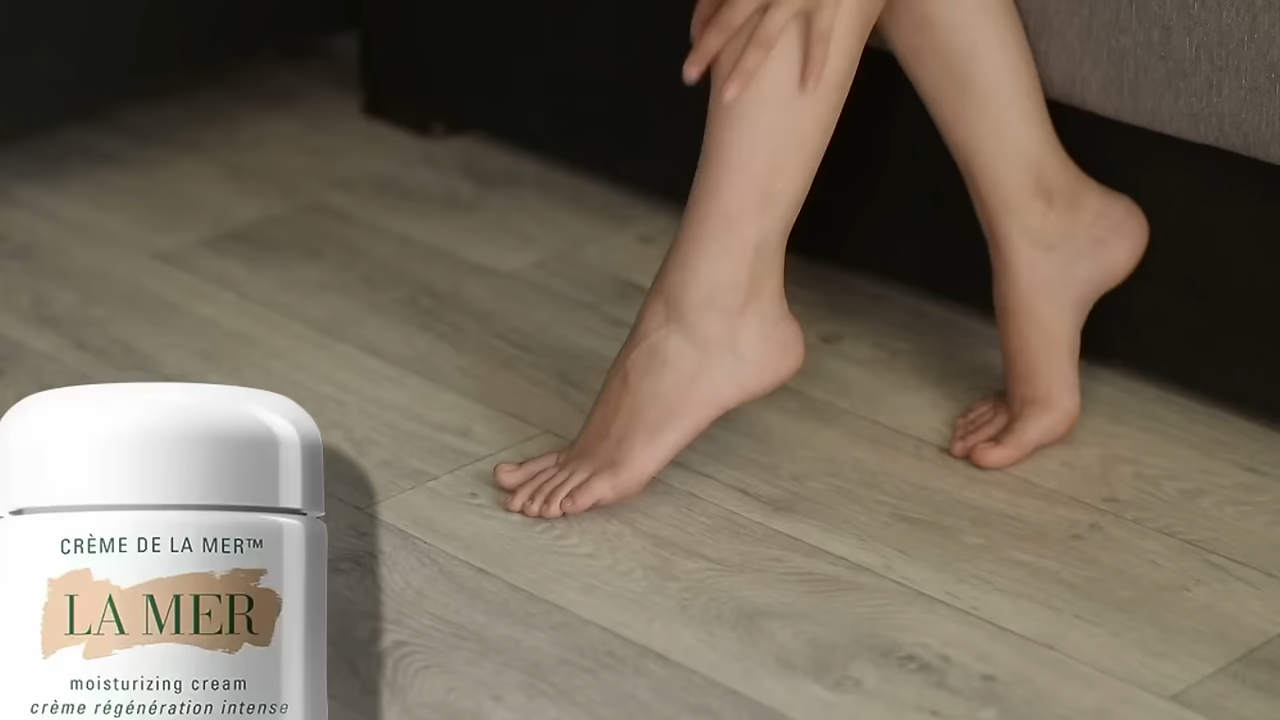 CRÈME DE LA MER™
LA MER
moisturizing cream
crème régénération intense